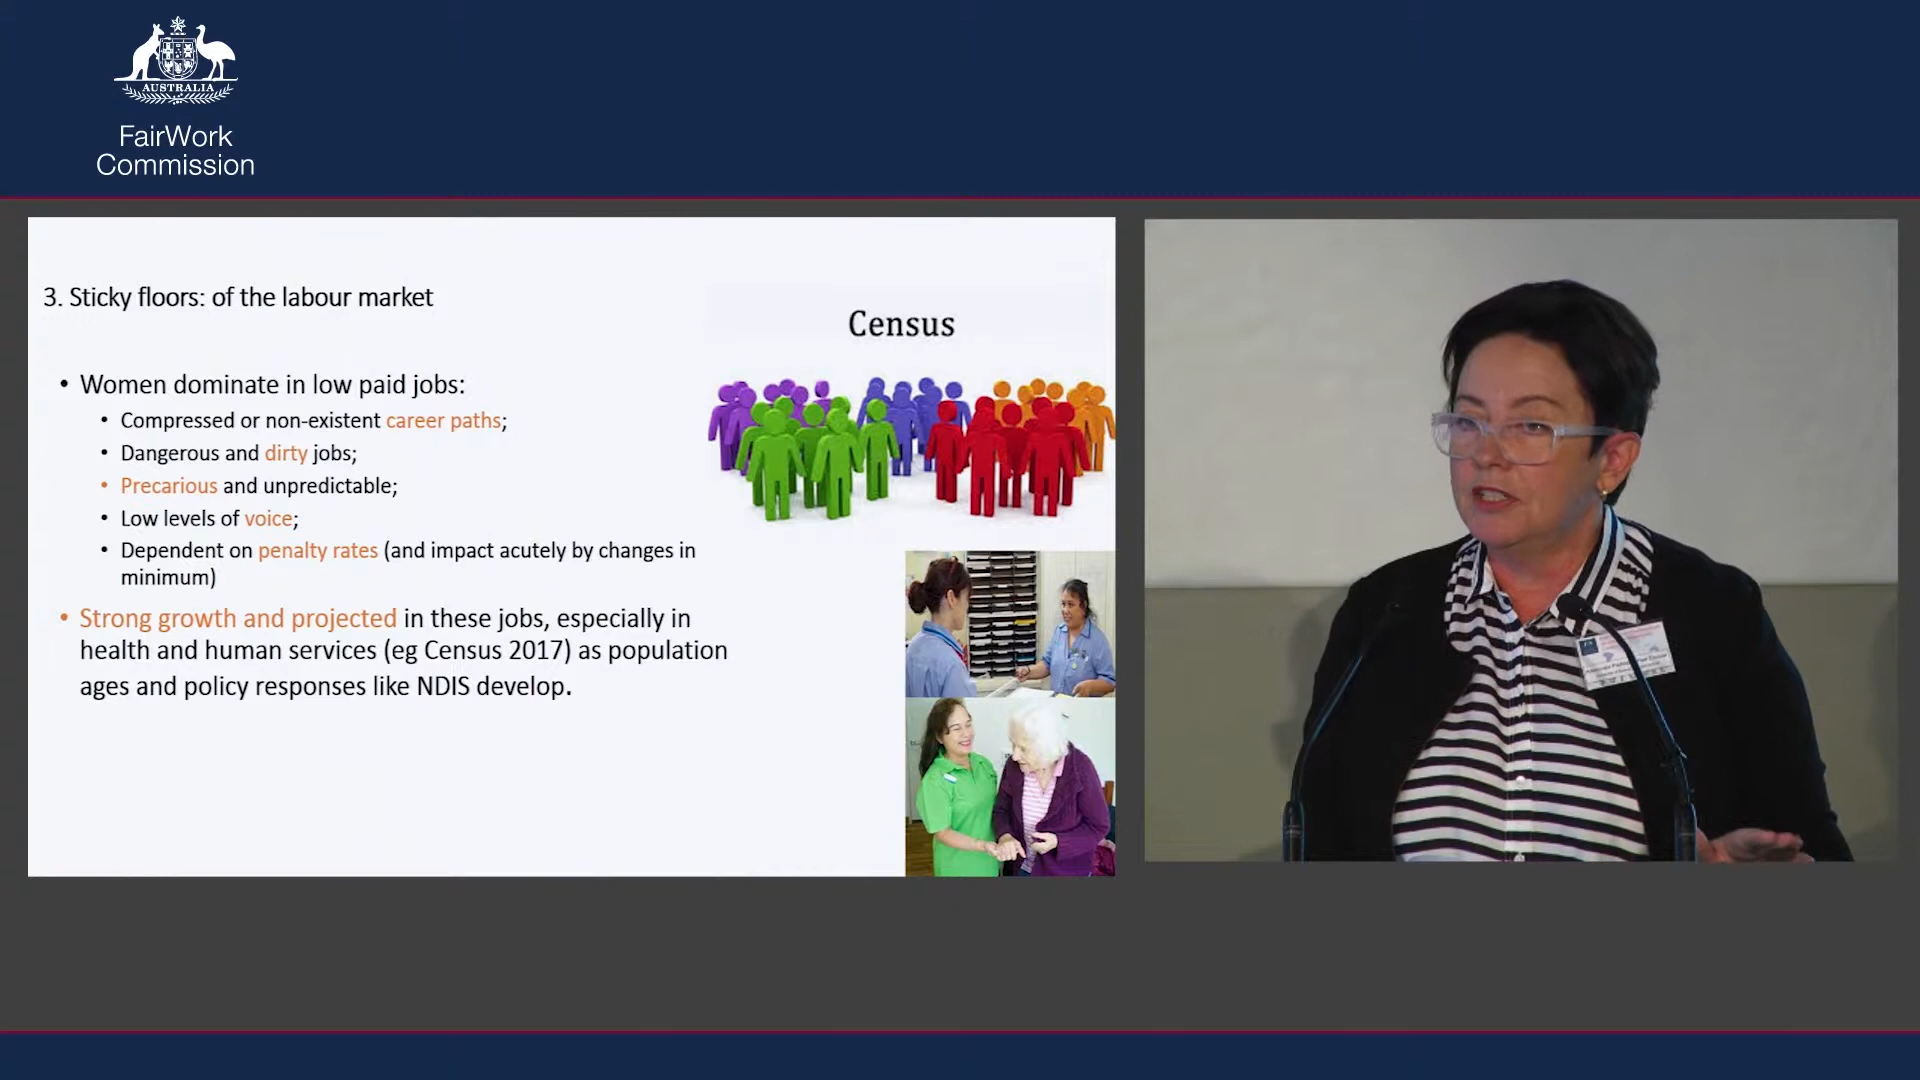 AUSTRALIA
FairWork
Commission
3. Sticky floors: of the labour market
Census
• Women dominate in low paid jobs:
• Compressed or non-existent career paths;
• Dangerous and dirty jobs;
• Precarious and unpredictable;
• Low levels of voice;
• Dependent on penalty rates (and impact acutely by changes in
minimum)
• Strong growth and projected in these jobs, especially in
health and human services (eg Census 2017) as population
ages and policy responses like NDIS develop.